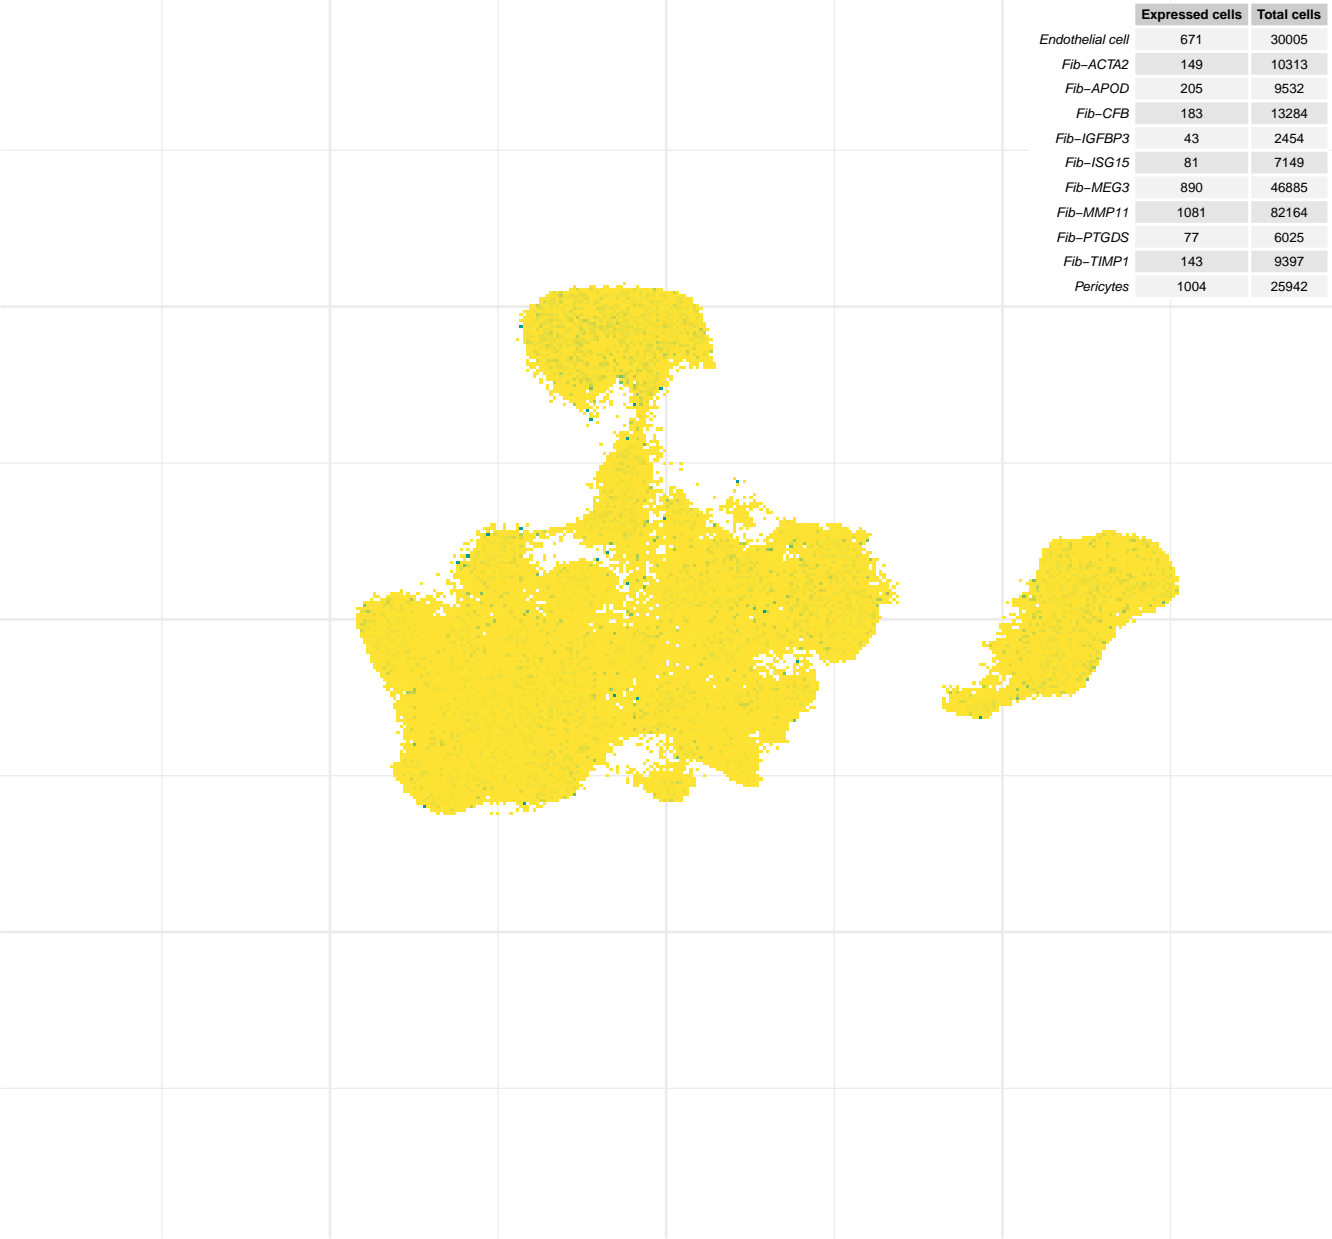 Expressed cells Total cells
Endothelial cell 671 30005
Fib−ACTA2 149 10313
Fib−APOD 205 9532
Fib−CFB 183 13284
Fib−IGFBP3 43 2454
Fib−ISG15 81 7149
Fib−MEG3 890 46885
Fib−MMP11 1081 82164
Fib−PTGDS 77 6025
Fib−TIMP1 143 9397
Pericytes 1004 25942